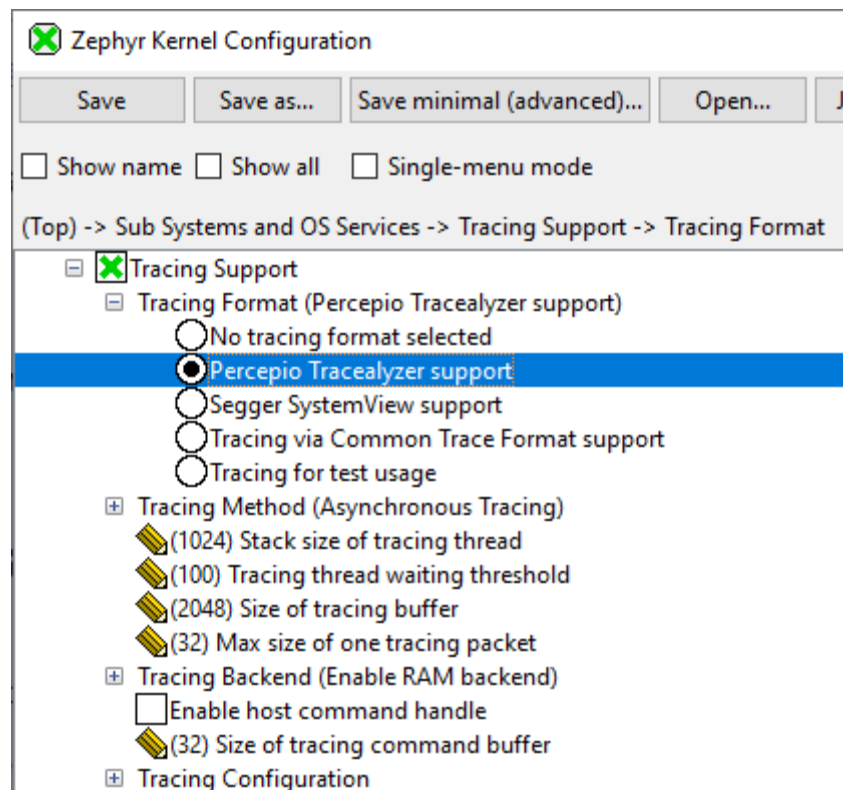 Zephyr Kernel Configuration
Save Save as... Save minimal (advanced)... Open...
Show name Show all Single-menu mode
(Top) -> Sub Systems and OS Services -> Tracing Support -> Tracing Format
Tracing Support
Tracing Format (Percepio Tracealyzer support)
No tracing format selected
Percepio Tracealyzer support
Segger SystemView support
Tracing via Common Trace Format support
Tracing for test usage
Tracing Method (Asynchronous Tracing)
(1024) Stack size of tracing thread
(100) Tracing thread waiting threshold
(2048) Size of tracing buffer
(32) Max size of one tracing packet
Tracing Backend (Enable RAM backend)
Enable host command handle
(32) Size of tracing command buffer
Tracing Configuration